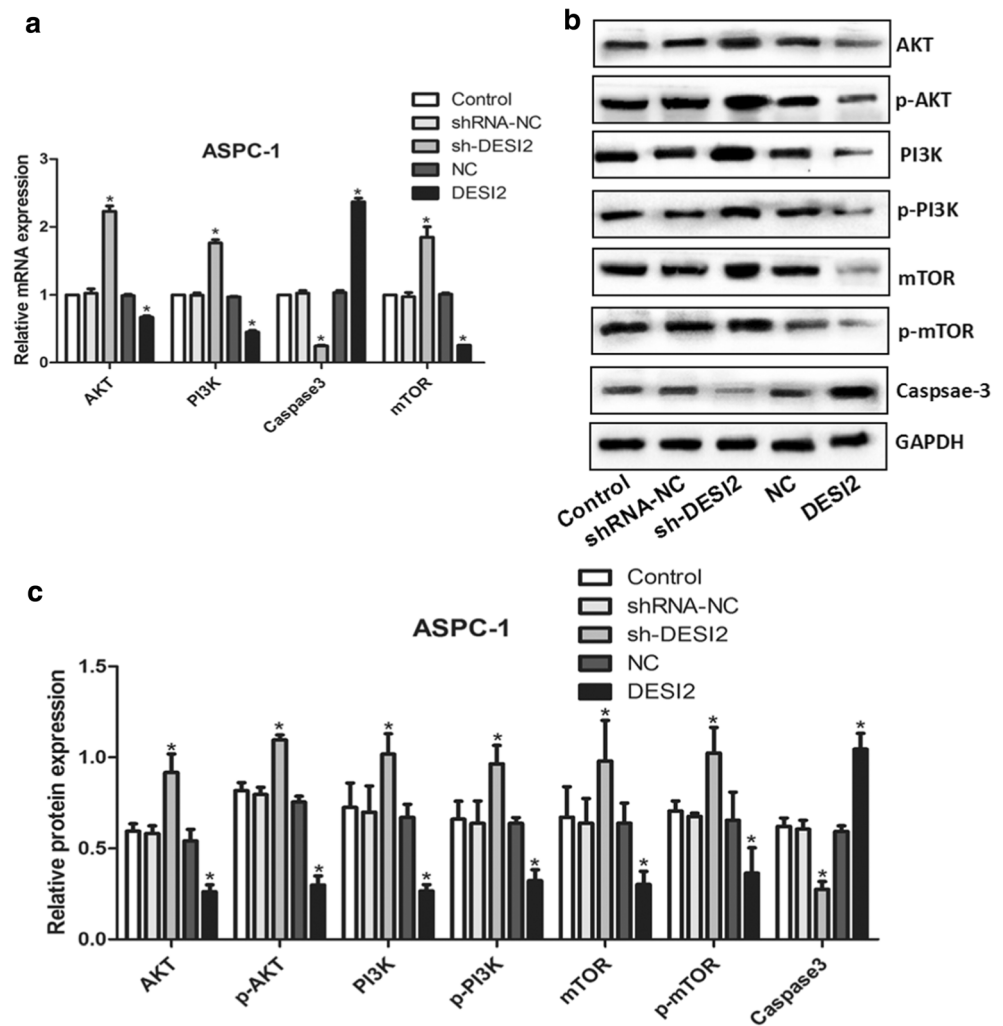 a
Control
shRNA-NC
sh-DESI2
NC
DESI2
ASPC-1
Relative mRNA expression
3
2
1
0
*
*
*
*
*
*
*
*
AKT
PI3K
Caspase3
mTOR
b
AKT
p-AKT
PI3K
p-PI3K
mTOR
p-mTOR
Caspsae-3
GAPDH
Control
shRNA-NC
sh-DESI2
NC
DESI2
c
Control
shRNA-NC
sh-DESI2
NC
DESI2
ASPC-1
Relative protein expression
1.5
1.0
0.5
0.0
*
*
*
*
*
*
*
*
*
*
*
*
*
*
AKT
p-AKT
PI3K
p-PI3K
mTOR
p-mTOR
Caspase3